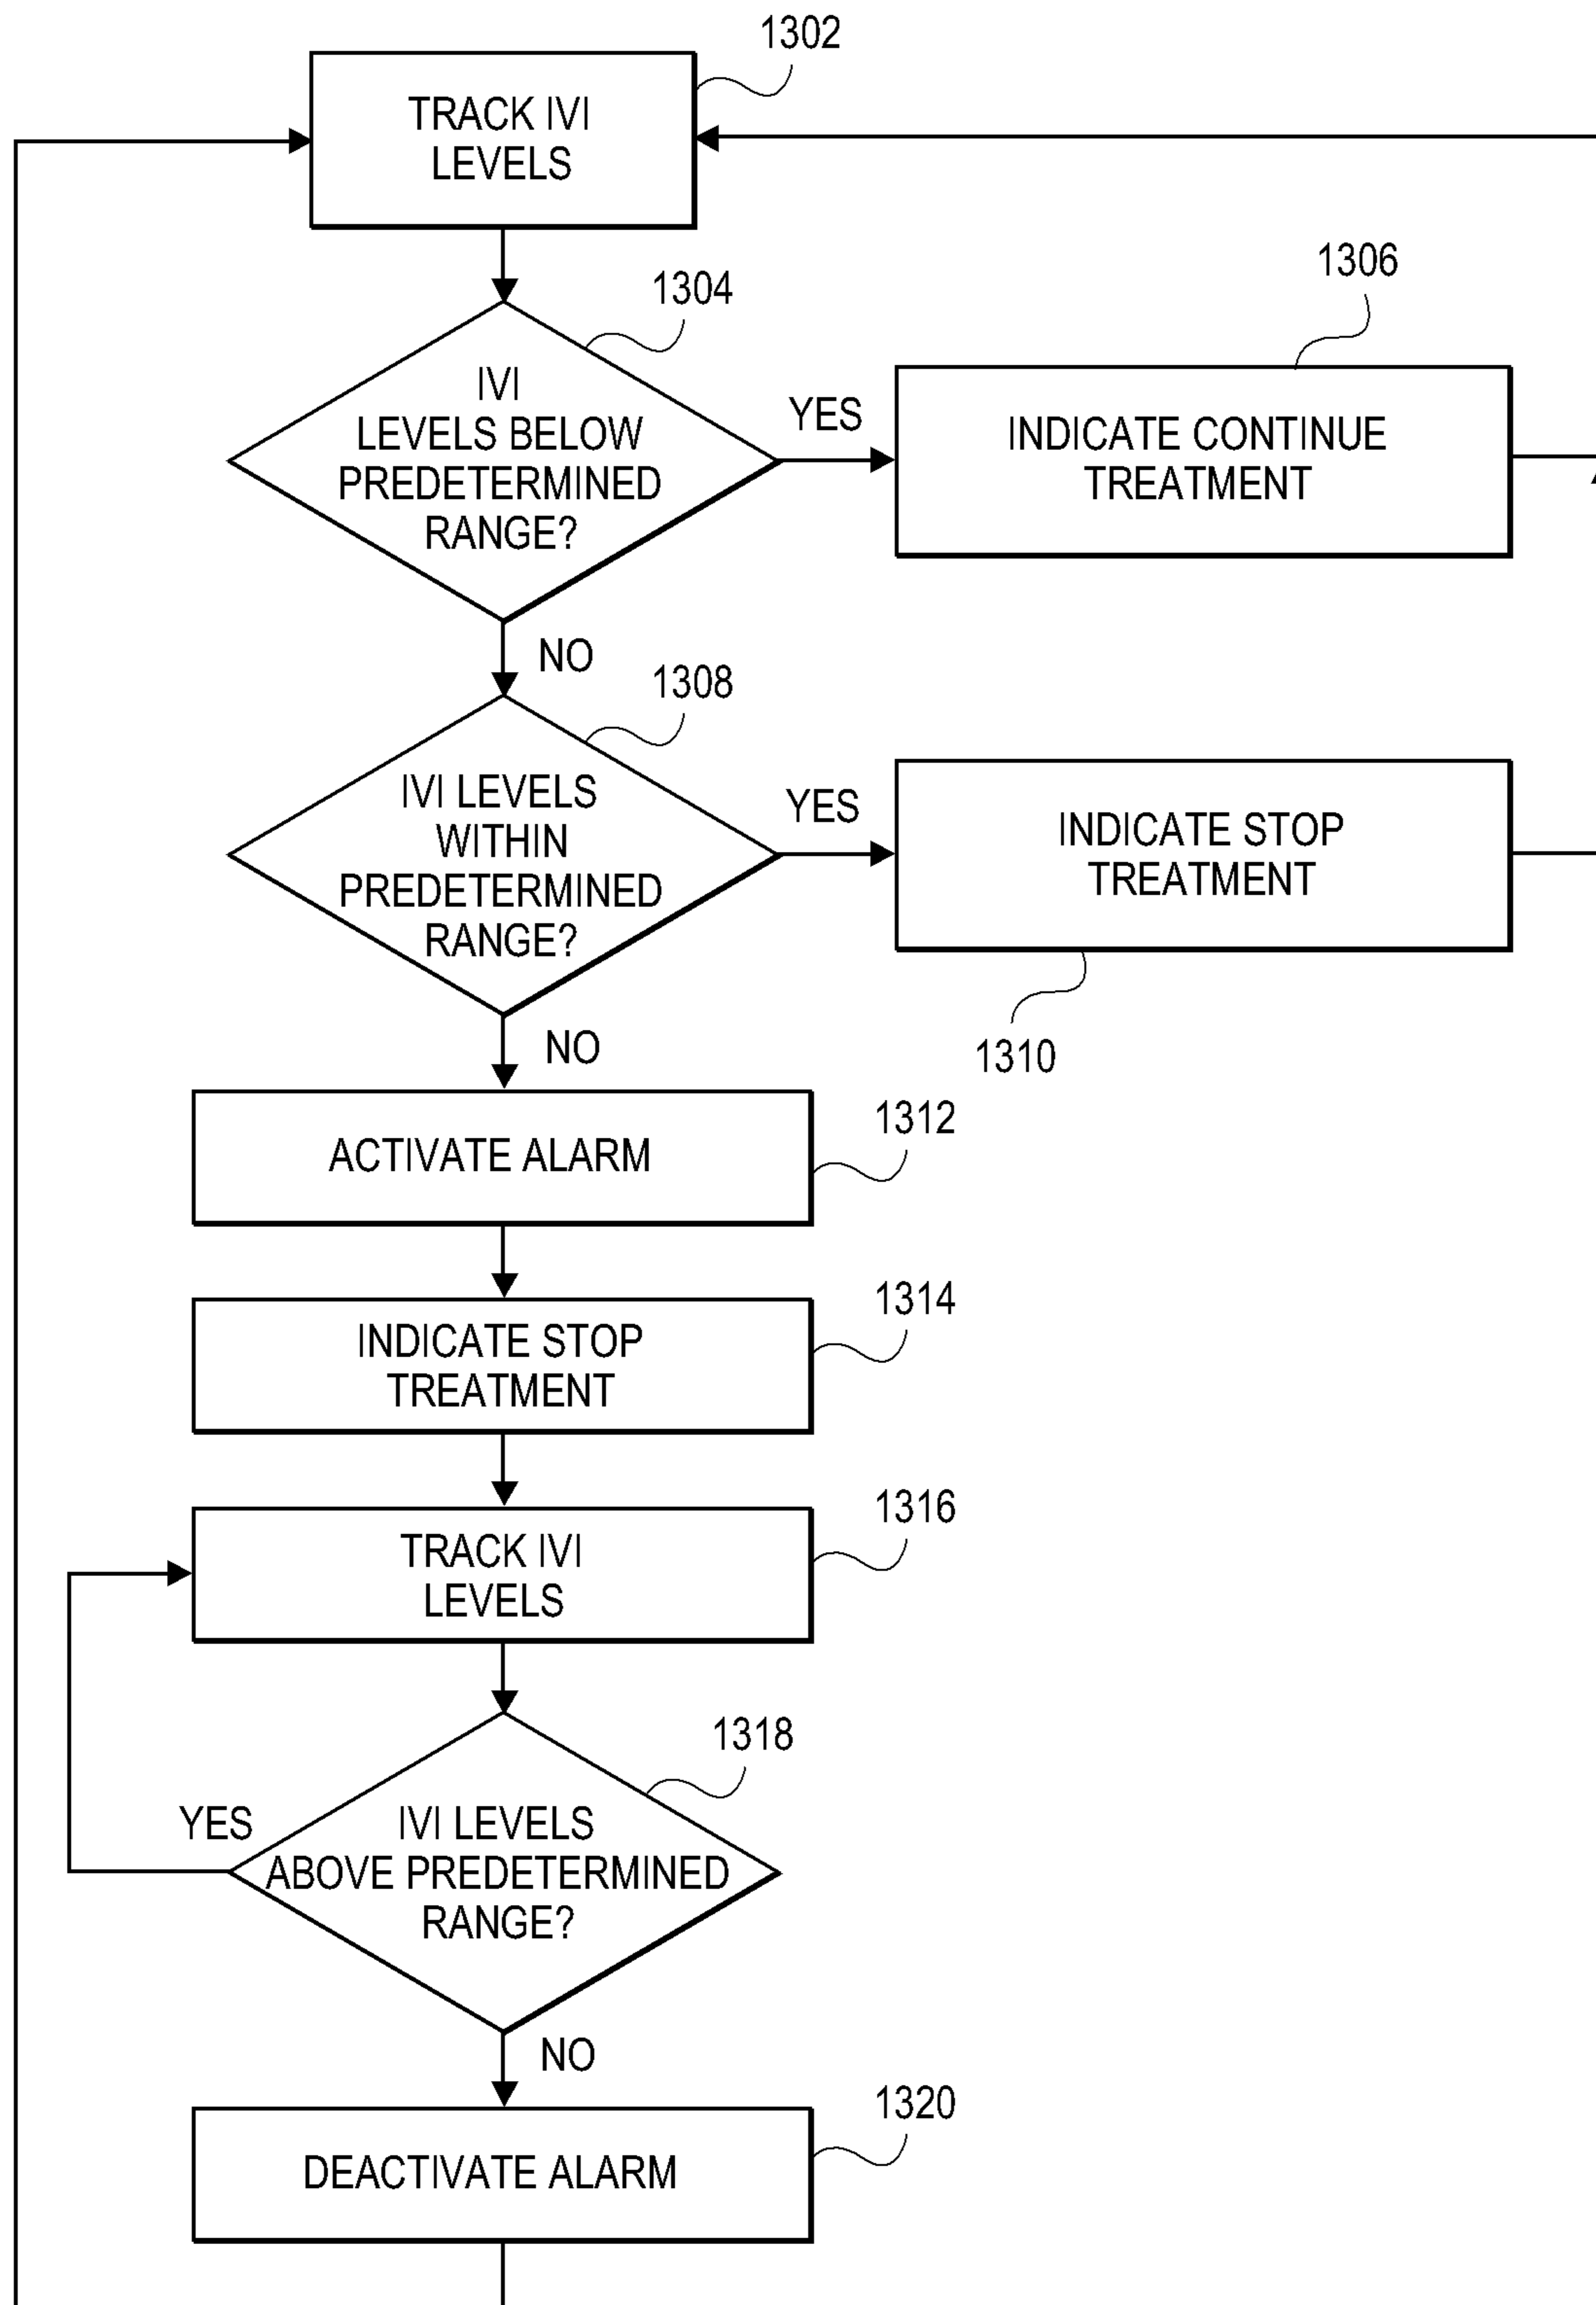 1302
TRACK IVI
LEVELS
1304
IVI
LEVELS BELOW
PREDETERMINED
RANGE?
YES
1306
INDICATE CONTINUE
TREATMENT
NO
1308
IVI LEVELS
WITHIN
PREDETERMINED
RANGE?
YES
INDICATE STOP
TREATMENT
1310
NO
1312
ACTIVATE ALARM
1314
INDICATE STOP
TREATMENT
1316
TRACK IVI
LEVELS
1318
YES
IVI LEVELS
ABOVE PREDETERMINED
RANGE?
NO
1320
DEACTIVATE ALARM